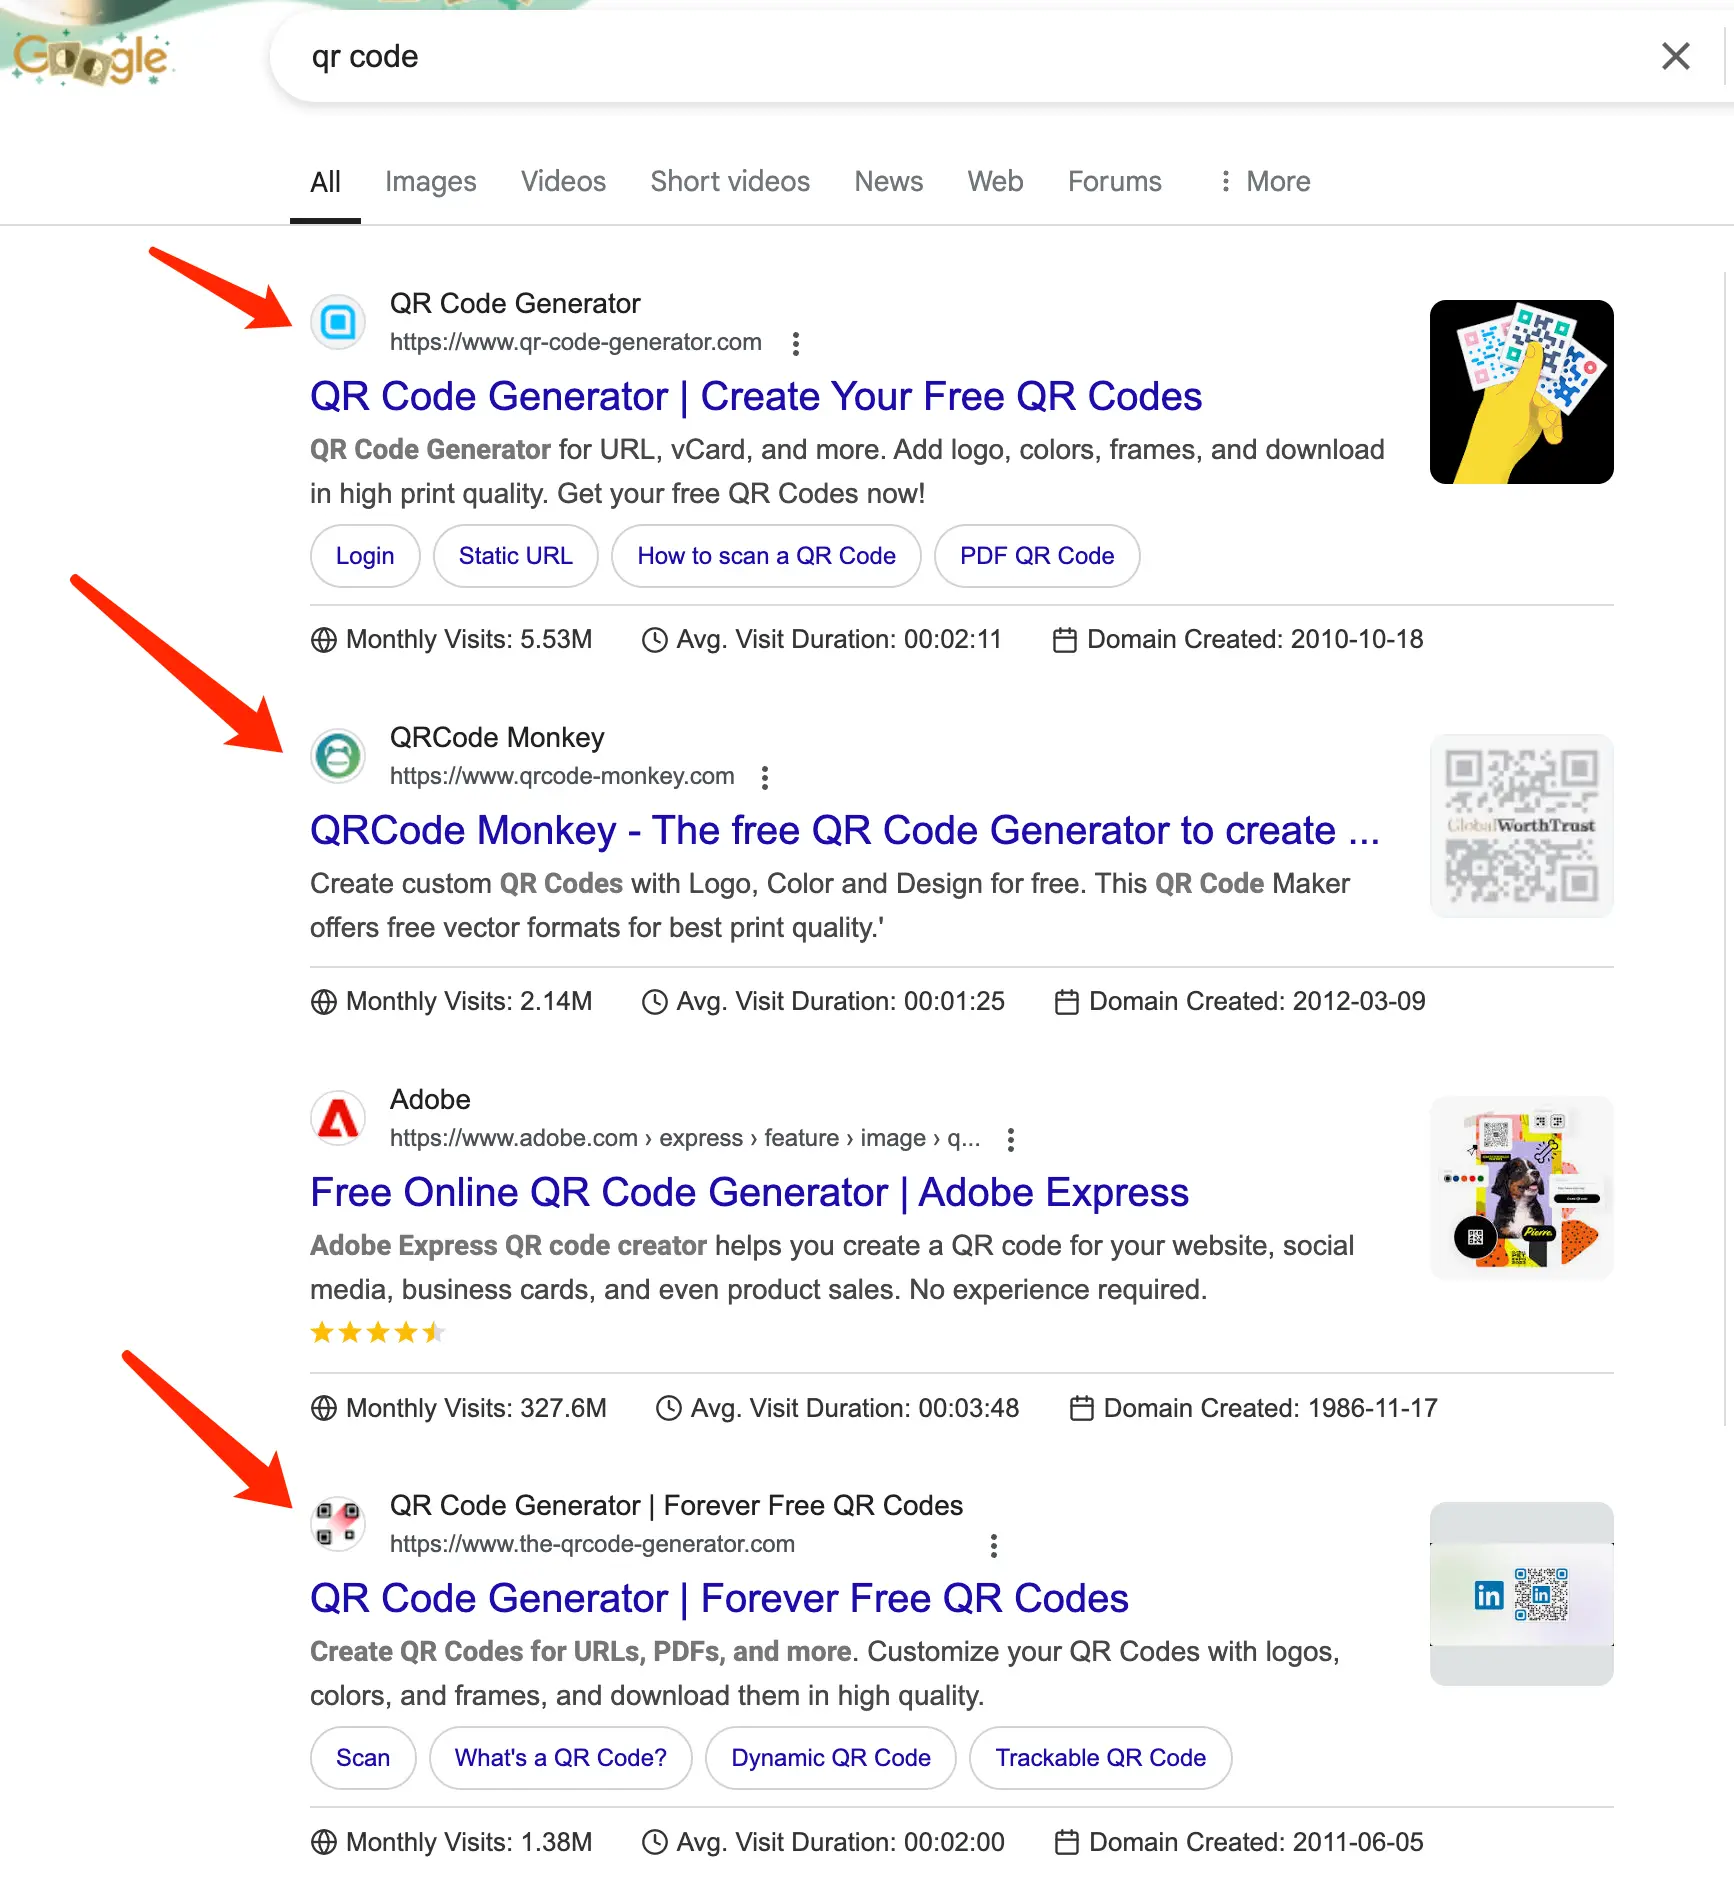 Google
qr code
All Images Videos Short videos News Web Forums More
QR Code Generator
https://www.qr-code-generator.com
QR Code Generator | Create Your Free QR Codes
QR Code Generator for URL, vCard, and more. Add logo, colors, frames, and download
in high print quality. Get your free QR Codes now!
Login Static URL How to scan a QR Code PDF QR Code
Monthly Visits: 5.53M Avg. Visit Duration: 00:02:11 Domain Created: 2010-10-18
QRCode Monkey
https://www.qrcode-monkey.com
QRCode Monkey - The free QR Code Generator to create ...
Create custom QR Codes with Logo, Color and Design for free. This QR Code Maker
offers free vector formats for best print quality.'
GlobalWorthTrust
Monthly Visits: 2.14M Avg. Visit Duration: 00:01:25 Domain Created: 2012-03-09
Adobe
https://www.adobe.com › express › feature › image › q...
Free Online QR Code Generator | Adobe Express
Adobe Express QR code creator helps you create a QR code for your website, social
media, business cards, and even product sales. No experience required.
Pierre
Monthly Visits: 327.6M Avg. Visit Duration: 00:03:48 Domain Created: 1986-11-17
QR Code Generator | Forever Free QR Codes
https://www.the-qrcode-generator.com
QR Code Generator | Forever Free QR Codes
Create QR Codes for URLs, PDFs, and more. Customize your QR Codes with logos,
colors, and frames, and download them in high quality.
in in
Scan What's a QR Code? Dynamic QR Code Trackable QR Code
Monthly Visits: 1.38M Avg. Visit Duration: 00:02:00 Domain Created: 2011-06-05